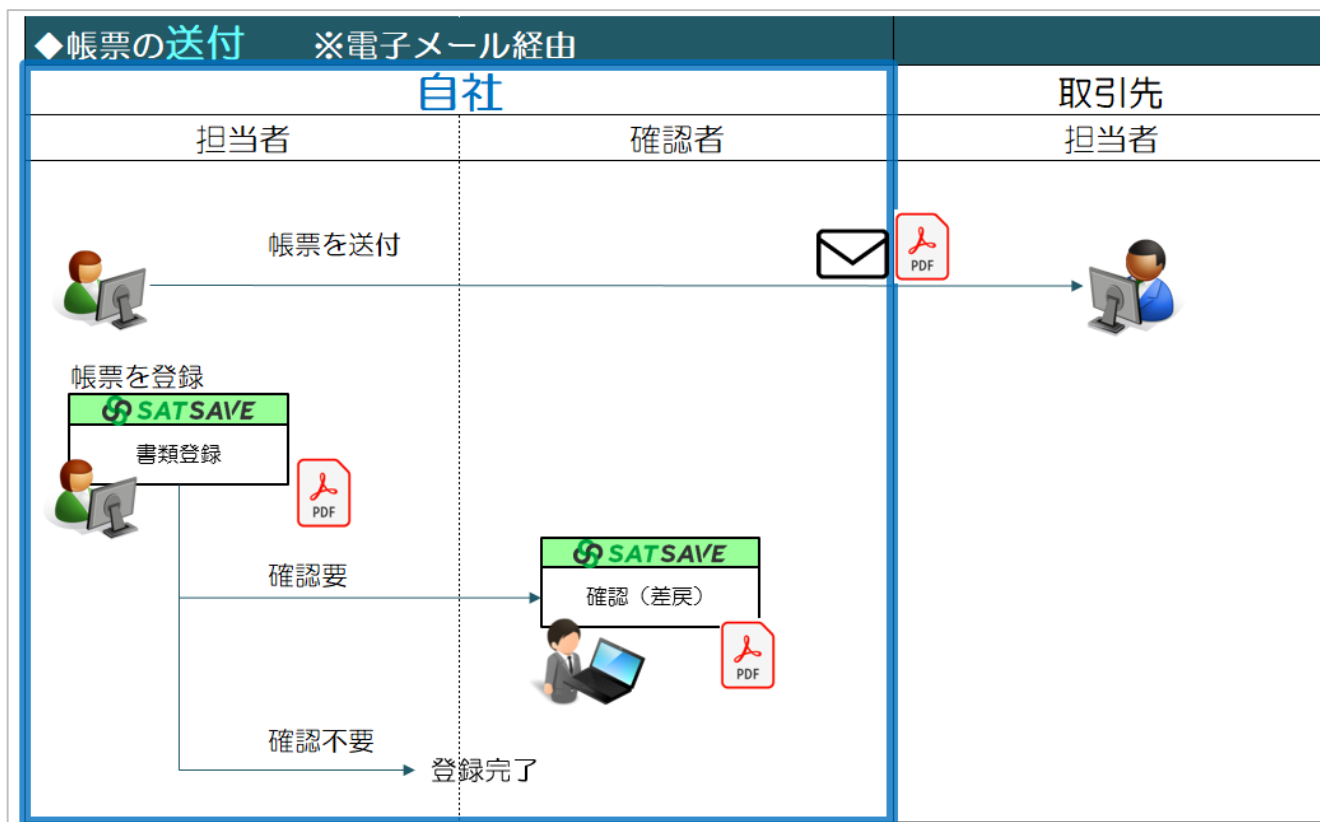 ◆帳票の送付 ※電子メール経由
自社
取引先
担当者
確認者
担当者
帳票を送付
PDF
帳票を登録
SATSAVE
書類登録
PDF
SATSAVE
確認要
確認（差戻）
PDF
確認不要
登録完了